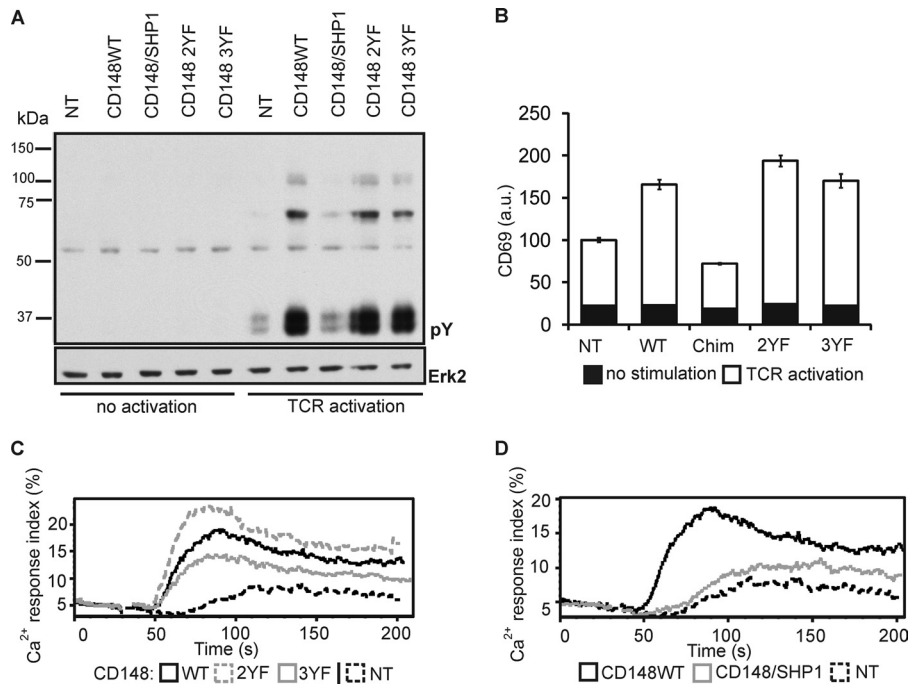 A
NT
CD148WT
CD148/SHP1
CD148 2YF
CD148 3YF
NT
CD148WT
CD148/SHP1
CD148 2YF
CD148 3YF
kDa
150
100
75
50
37
pY
Erk2
no activation
TCR activation
B
CD69 (a.u.)
250
200
150
100
50
0
NT WT Chim 2YF 3YF
no stimulation TCR activation
C
Ca2+ response index (%)
20
15
10
5
0 50 100 150 200
Time (s)
CD148: WT 2YF 3YF NT
D
Ca2+ response index (%)
20
15
10
5
0 50 100 150 200
Time (s)
CD148WT CD148/SHP1 NT